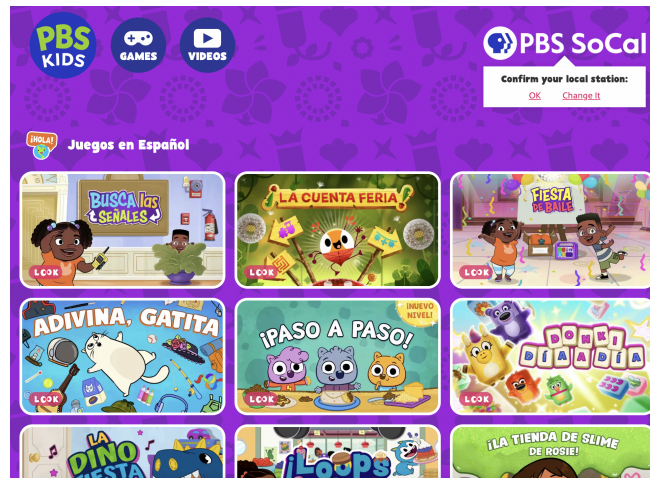 PBS
KIDS
GAMES
VIDEOS
PBS SoCal
Confirm your local station:
OK
Change It
¡HOLA!
Juegos en Español
BUSCA las
SEÑALES
LA CUENTA FERIA
FIESTA
DE BAILE
LOOK
LOOK
LOOK
ADIVINA, GATITA
¡PASO A PASO!
¡NUEVO
NIVEL!
DONKI
DÍA A DÍA
LOOK
LOOK
LOOK
LA
DINO
FIESTA
¡Loops
¡LA TIENDA DE SLIME
DE ROSIE!